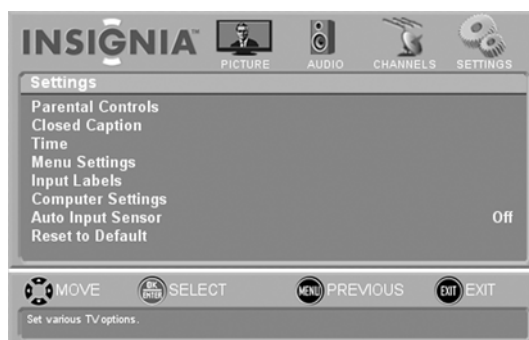 INSIGNIA
PICTURE AUDIO CHANNELS SETTINGS
Settings
Parental Controls
Closed Caption
Time
Menu Settings
Input Labels
Computer Settings
Auto Input Sensor Off
Reset to Default
MOVE OK ENTER SELECT MENU PREVIOUS EXIT EXIT
Set various TV options.